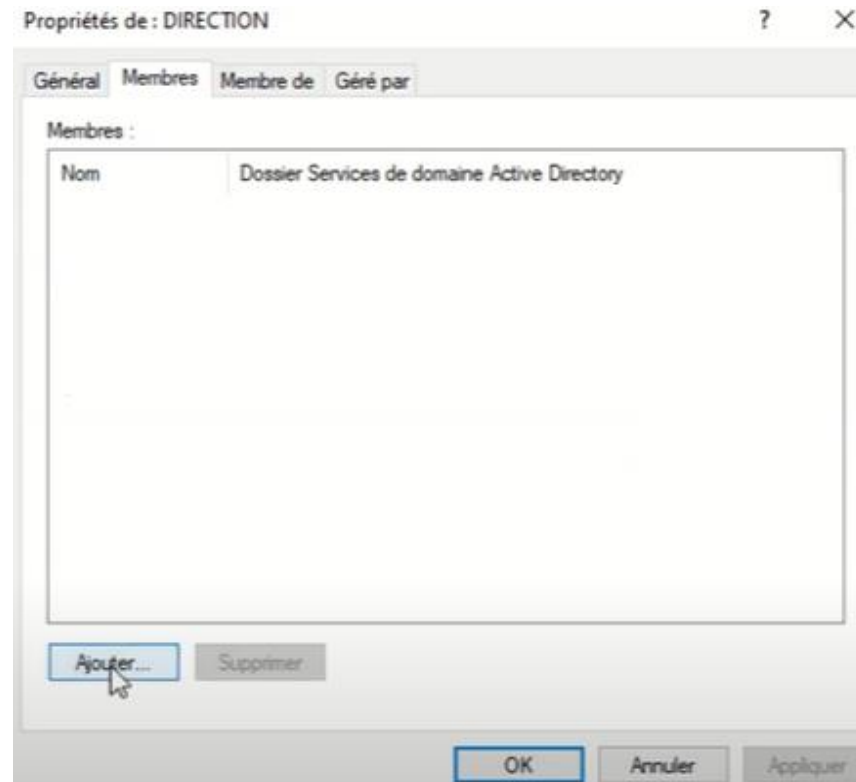 Propriétés de : DIRECTION ? X
Général Membres Membre de Géré par
Membres :
Nom Dossier Services de domaine Active Directory
Ajouter... Supprimer
OK Annuler Appliquer